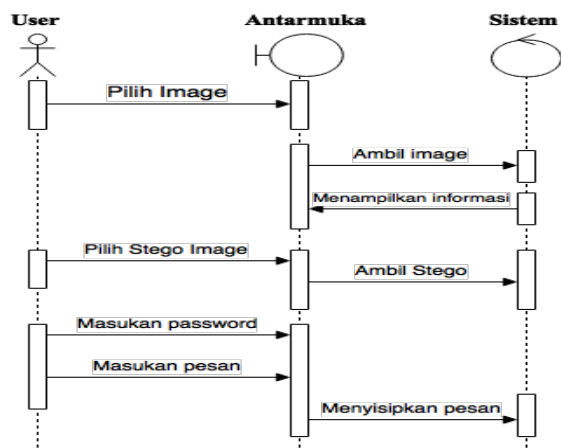 User
Antarmuka
Sistem
Pilih Image
Ambil image
Menampilkan informasi
Pilih Stego Image
Ambil Stego
Masukan password
Masukan pesan
Menyisipkan pesan